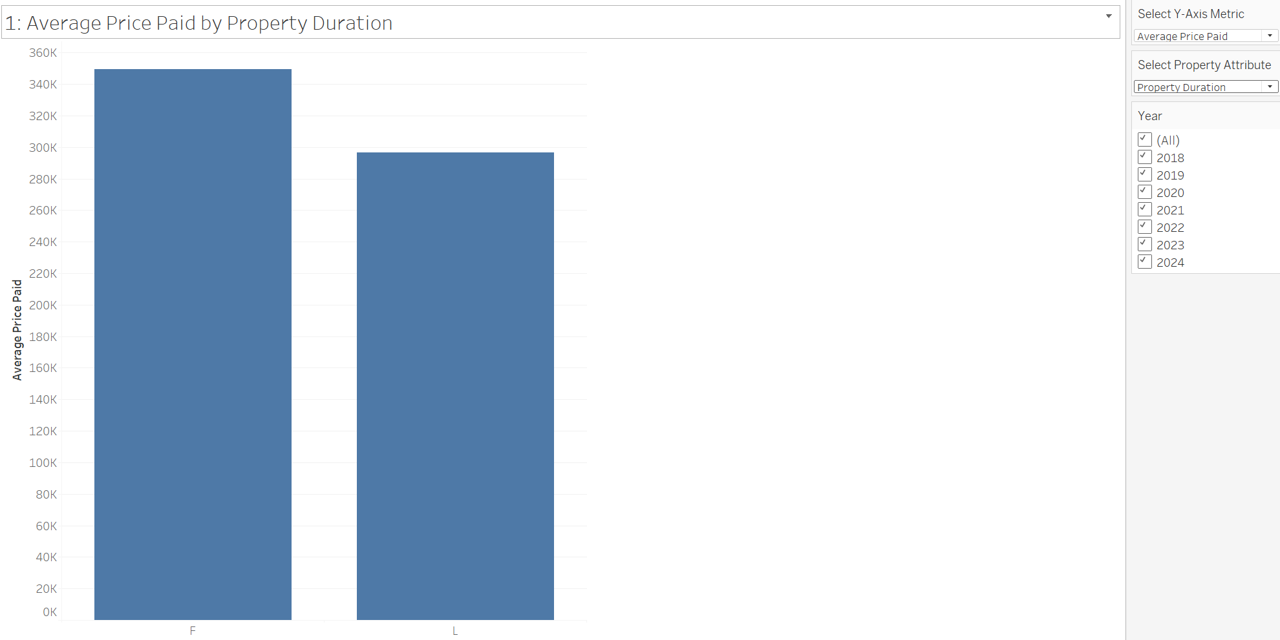 1: Average Price Paid by Property Duration
360K
340K
320K
300K
280K
260K
240K
220K
200K
180K
160K
140K
120K
100K
80K
60K
40K
20K
0K
Average Price Paid
F
L
Select Y-Axis Metric
Average Price Paid
Select Property Attribute
Property Duration
Year
(All)
2018
2019
2020
2021
2022
2023
2024